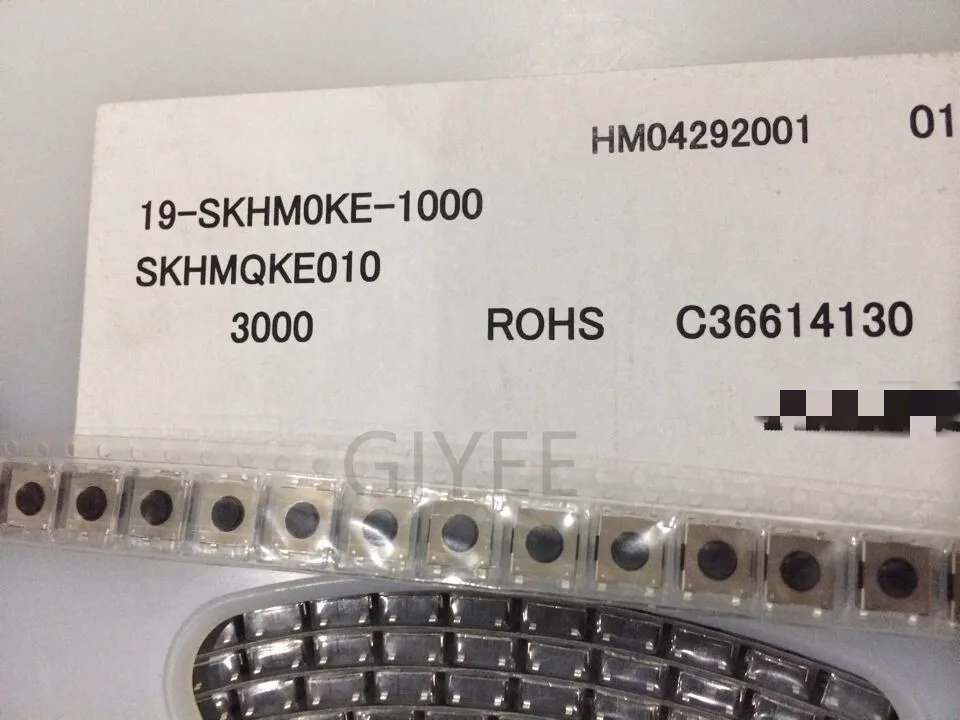 HM04292001 01
19-SKHM0KE-1000
SKHMQKE010
3000 ROHS C36614130
GIYEE